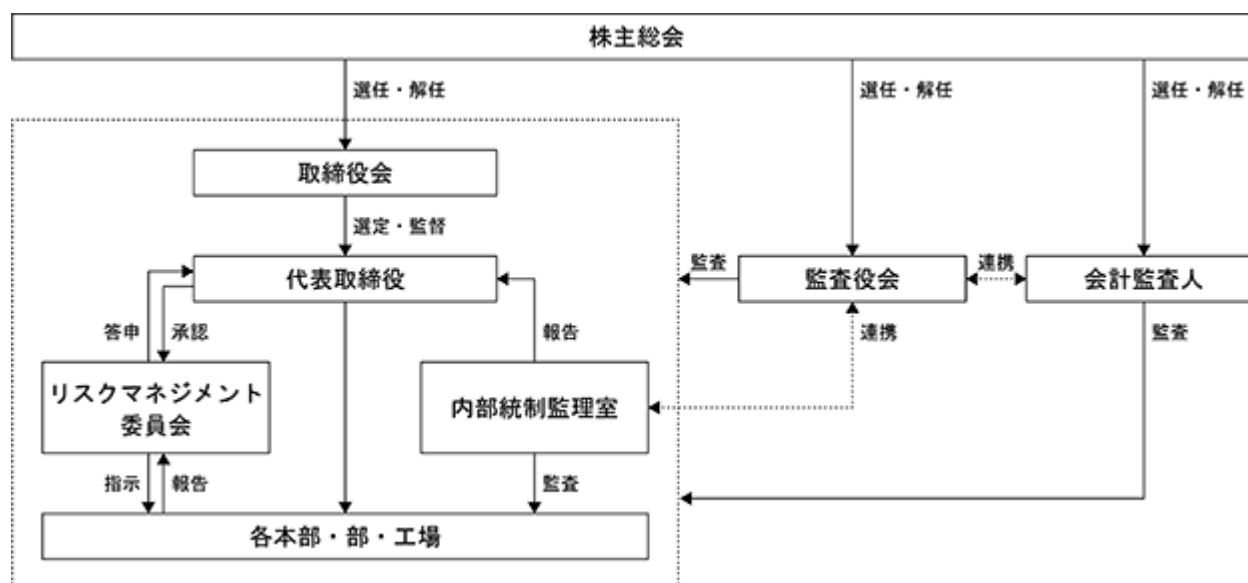 株主総会
選任・解任
選任・解任
選任・解任
取締役会
選定・監督
代表取締役
監査
監査役会
連携
会計監査人
答申
承認
報告
連携
監査
リスクマネジメント
委員会
内部統制監理室
指示
報告
監査
各本部・部・工場